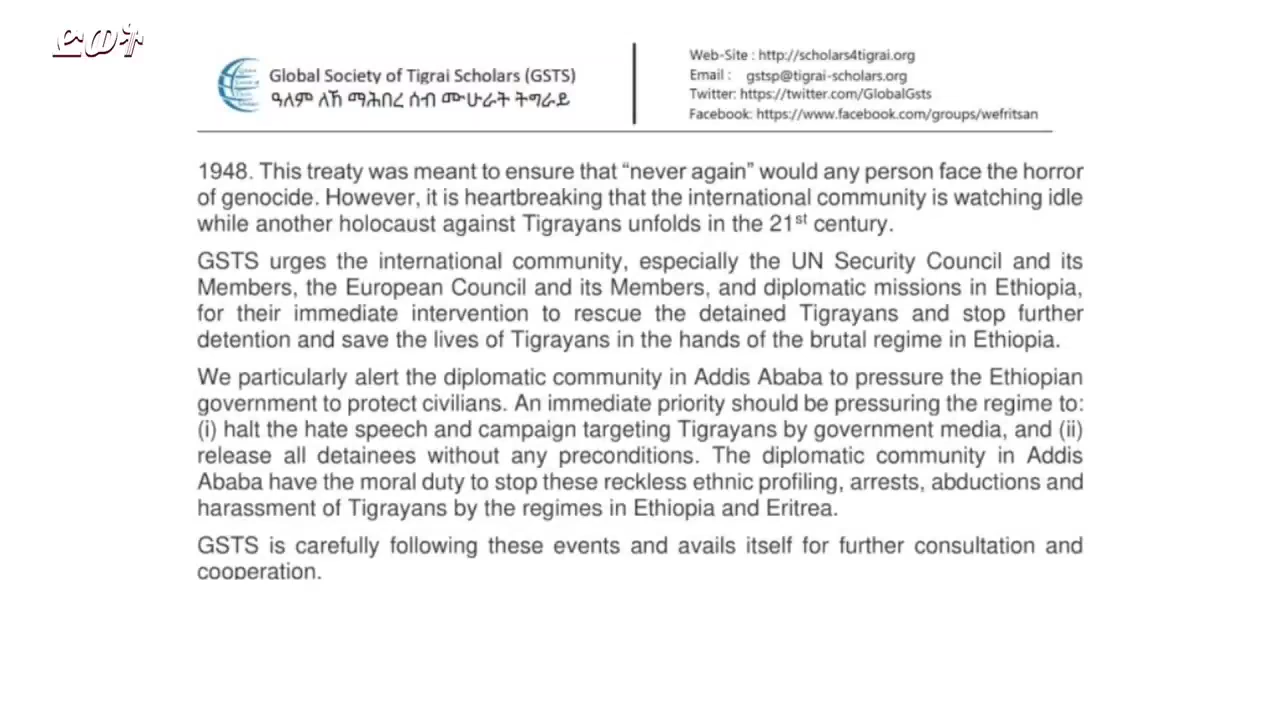 ድወት
Global Society of Tigrai Scholars (GSTS)
ዓለም ለኸ ማሕበረ ሰብ ሙሁራት ትግራይ
Web-Site : http://scholars4tigrai.org
Email : gstsp@tigrai-scholars.org
Twitter: https://twitter.com/GlobalGsts
Facebook: https://www.facebook.com/groups/wefritsan
1948. This treaty was meant to ensure that “never again” would any person face the horror
of genocide. However, it is heartbreaking that the international community is watching idle
while another holocaust against Tigrayans unfolds in the 21st century.
GSTS urges the international community, especially the UN Security Council and its
Members, the European Council and its Members, and diplomatic missions in Ethiopia,
for their immediate intervention to rescue the detained Tigrayans and stop further
detention and save the lives of Tigrayans in the hands of the brutal regime in Ethiopia.
We particularly alert the diplomatic community in Addis Ababa to pressure the Ethiopian
government to protect civilians. An immediate priority should be pressuring the regime to:
(i) halt the hate speech and campaign targeting Tigrayans by government media, and (ii)
release all detainees without any preconditions. The diplomatic community in Addis
Ababa have the moral duty to stop these reckless ethnic profiling, arrests, abductions and
harassment of Tigrayans by the regimes in Ethiopia and Eritrea.
GSTS is carefully following these events and avails itself for further consultation and
cooperation.